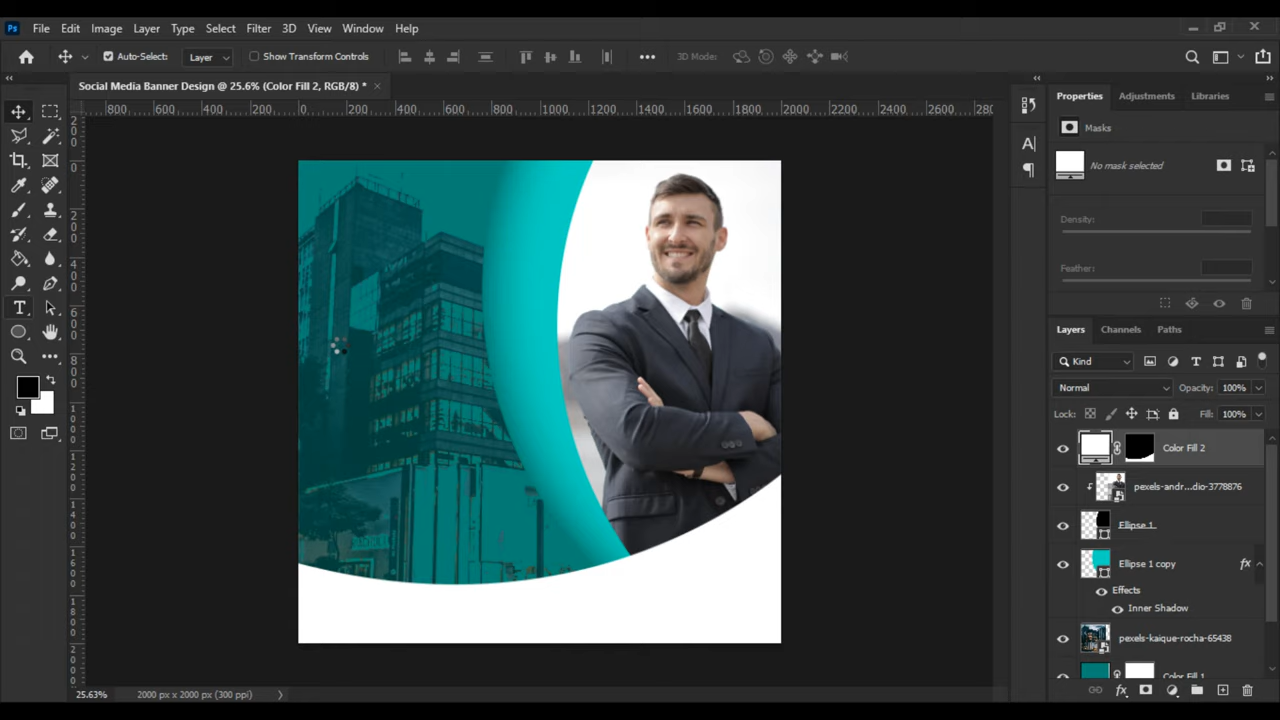 Ps File Edit Image Layer Type Select Filter 3D View Window Help
Auto-Select: Layer Show Transform Controls 3D Mode:
Social Media Banner Design @ 25.6% (Color Fill 2, RGB/8) * ×
800 600 400 200 0 200 400 600 800 1000 1200 1400 1600 1800 2000 2200 2400 2600 280
Properties Adjustments Libraries
Masks
No mask selected
Density:
Feather:
Layers Channels Paths
Kind
Normal Opacity: 100%
Lock: Fill: 100%
Color Fill 2
pexels-andr...dio-3778876
Ellipse 1
Ellipse 1 copy fx
Effects
Inner Shadow
pexels-kaique-rocha-65438
Color Fill 1
25.63% 2000 px x 2000 px (300 ppi)